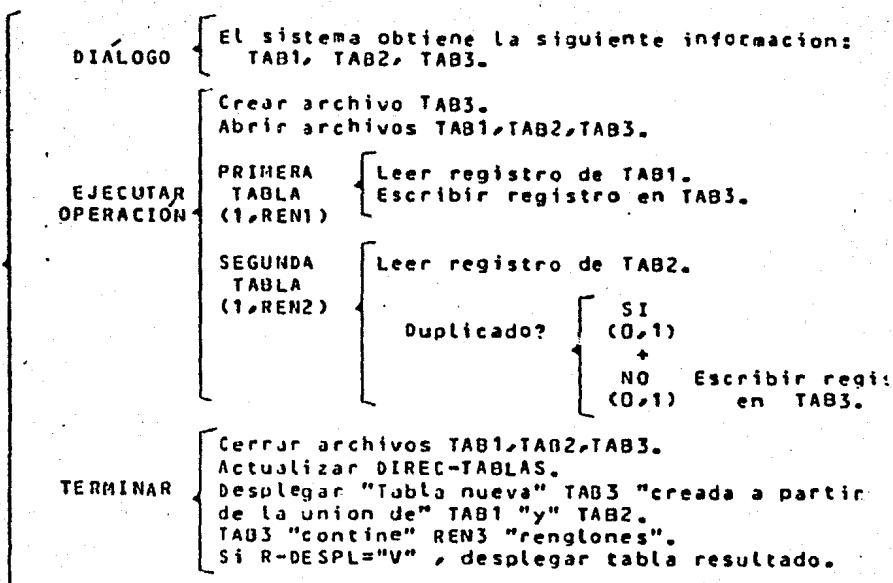 DIÁLOGO El sistema obtiene la siguiente informacion:
TAB1, TAB2, TAB3.
Crear archivo TAB3.
Abrir archivos TAB1,TAB2,TAB3.
PRIMERA Leer registro de TAB1.
EJECUTAR TABLA Escribir registro en TAB3.
OPERACIÓN (1,REN1)
SEGUNDA Leer registro de TAB2.
TABLA
(1,REN2)
SI
Duplicado? (0,1)
+
NO Escribir regis
(0,1) en TAB3.
Cerrar archivos TAB1,TAB2,TAB3.
Actualizar DIREC-TABLAS.
TERMINAR Desplegar "Tabla nueva" TAB3 "creada a partir
de la union de" TAB1 "y" TAB2.
TAB3 "contine" REN3 "renglones".
Si R-DESPL="V" , desplegar tabla resultado.